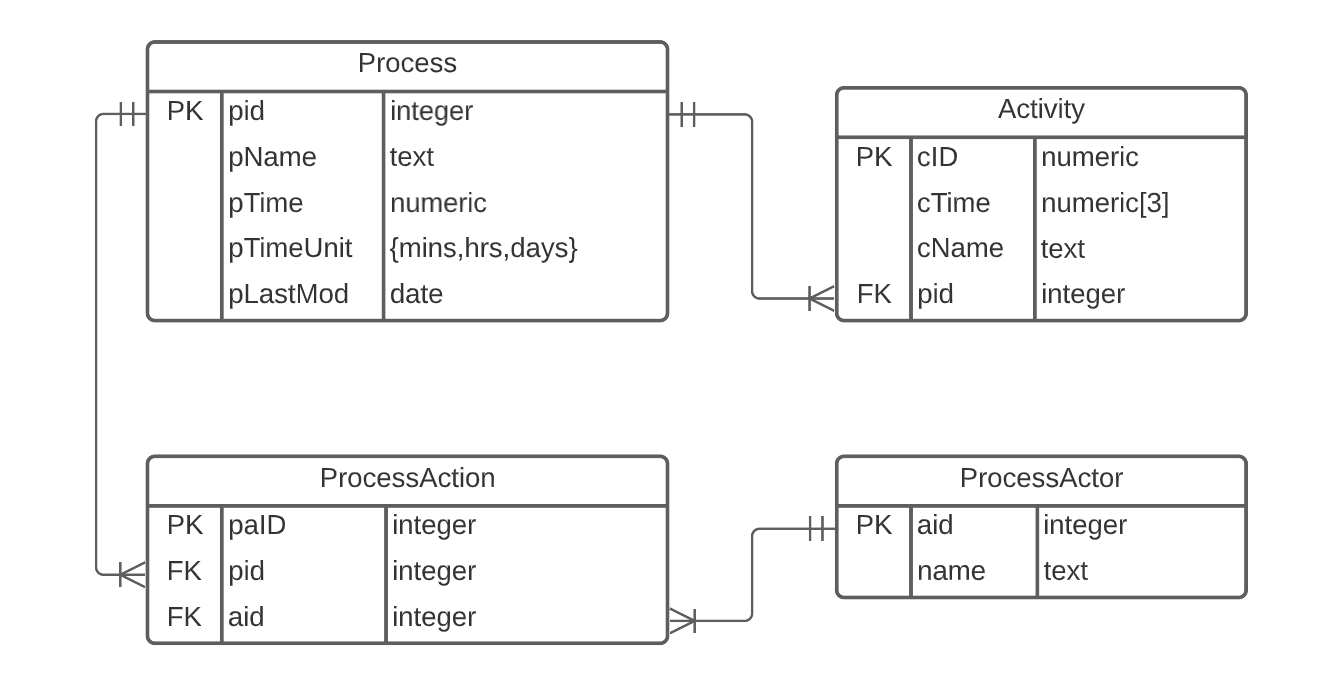 Process
PK pid integer
pName text
pTime numeric
pTimeUnit {mins,hrs,days}
pLastMod date
Activity
PK cID numeric
cTime numeric[3]
cName text
FK pid integer
ProcessAction
PK paID integer
FK pid integer
FK aid integer
ProcessActor
PK aid integer
name text